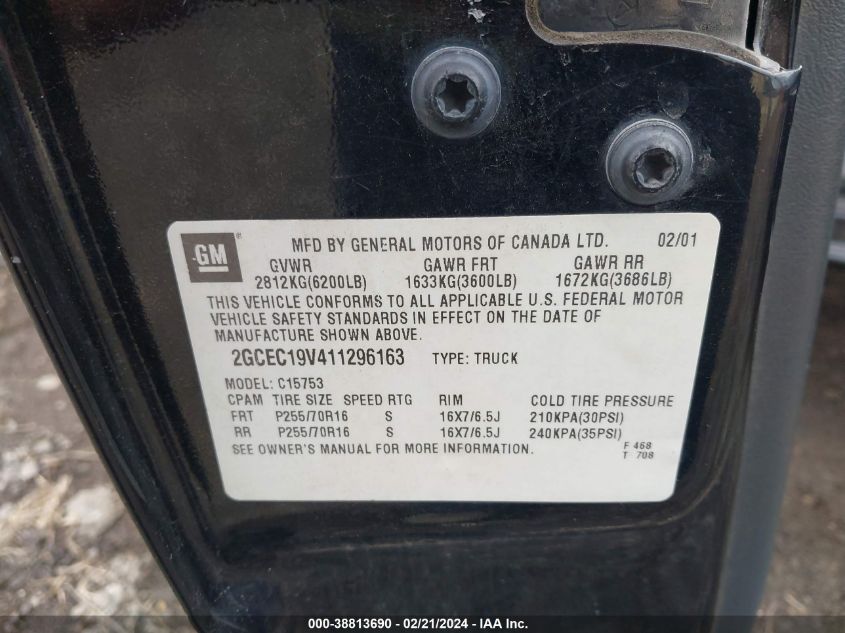 GM
MFD BY GENERAL MOTORS OF CANADA LTD. 02/01
GVWR GAWR FRT GAWR RR
2812KG(6200LB) 1633KG(3600LB) 1672KG(3686LB)
THIS VEHICLE CONFORMS TO ALL APPLICABLE U.S. FEDERAL MOTOR
VEHICLE SAFETY STANDARDS IN EFFECT ON THE DATE OF
MANUFACTURE SHOWN ABOVE.
2GCEC19V411296163 TYPE: TRUCK
MODEL: C15753
CPAM TIRE SIZE SPEED RTG RIM COLD TIRE PRESSURE
FRT P255/70R16 S 16X7/6.5J 210KPA(30PSI)
RR P255/70R16 S 16X7/6.5J 240KPA(35PSI)
SEE OWNER'S MANUAL FOR MORE INFORMATION. F 468
T 708
000-38813690 - 02/21/2024 - IAA Inc.